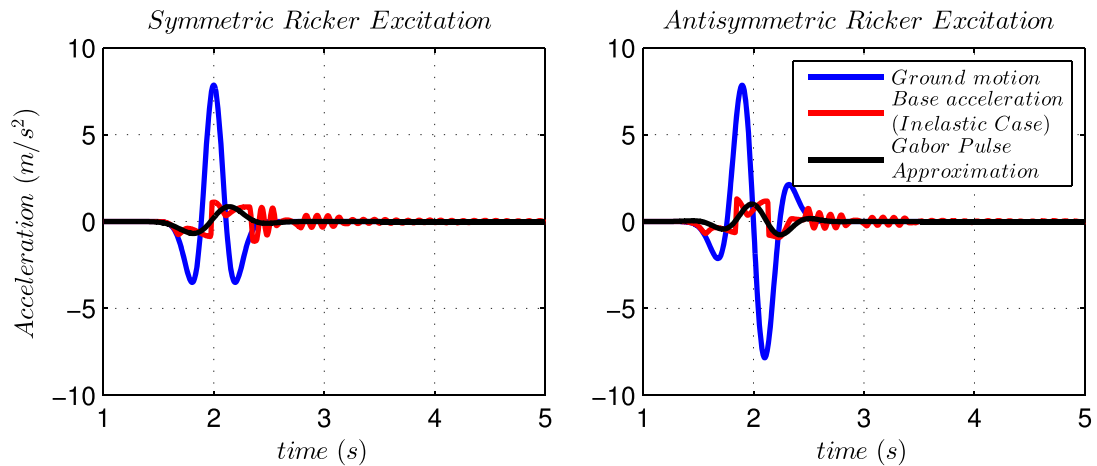 Symmetric Ricker Excitation
Acceleration (m/s²)
10
5
0
−5
−10
1 2 3 4 5
time (s)
Antisymmetric Ricker Excitation
10
5
0
−5
−10
Ground motion
Base acceleration
(Inelastic Case)
Gabor Pulse
Approximation
1 2 3 4 5
time (s)